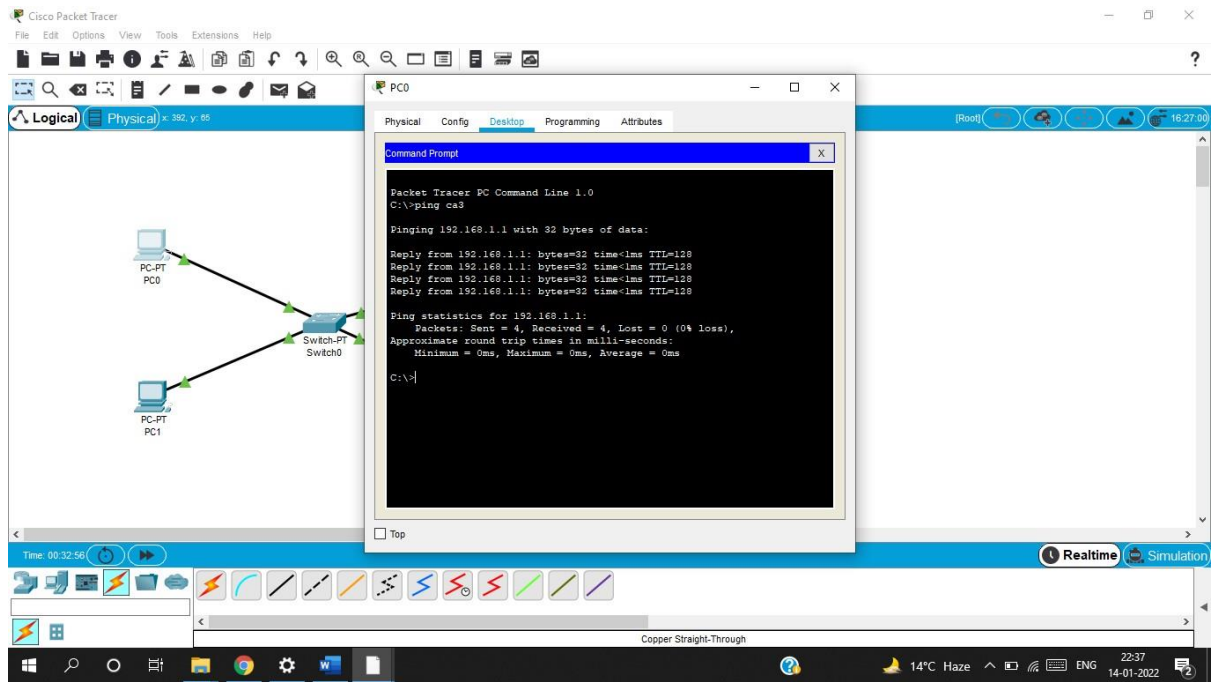 Cisco Packet Tracer
File Edit Options View Tools Extensions Help
?
PC0
Logical Physical x: 392, y: 65
[Root] 16:27:00
Physical Config Desktop Programming Attributes
Command Prompt X
Packet Tracer PC Command Line 1.0
C:\>ping ca3
Pinging 192.168.1.1 with 32 bytes of data:
Reply from 192.168.1.1: bytes=32 time<1ms TTL=128
Reply from 192.168.1.1: bytes=32 time<1ms TTL=128
Reply from 192.168.1.1: bytes=32 time<1ms TTL=128
Reply from 192.168.1.1: bytes=32 time<1ms TTL=128
Ping statistics for 192.168.1.1:
Packets: Sent = 4, Received = 4, Lost = 0 (0% loss),
Approximate round trip times in milli-seconds:
Minimum = 0ms, Maximum = 0ms, Average = 0ms
C:\>
PC-PT
PC0
Switch-PT
Switch0
PC-PT
PC1
Top
Time: 00:32:56
Realtime Simulation
Copper Straight-Through
14°C Haze ENG
22:37
14-01-2022
2